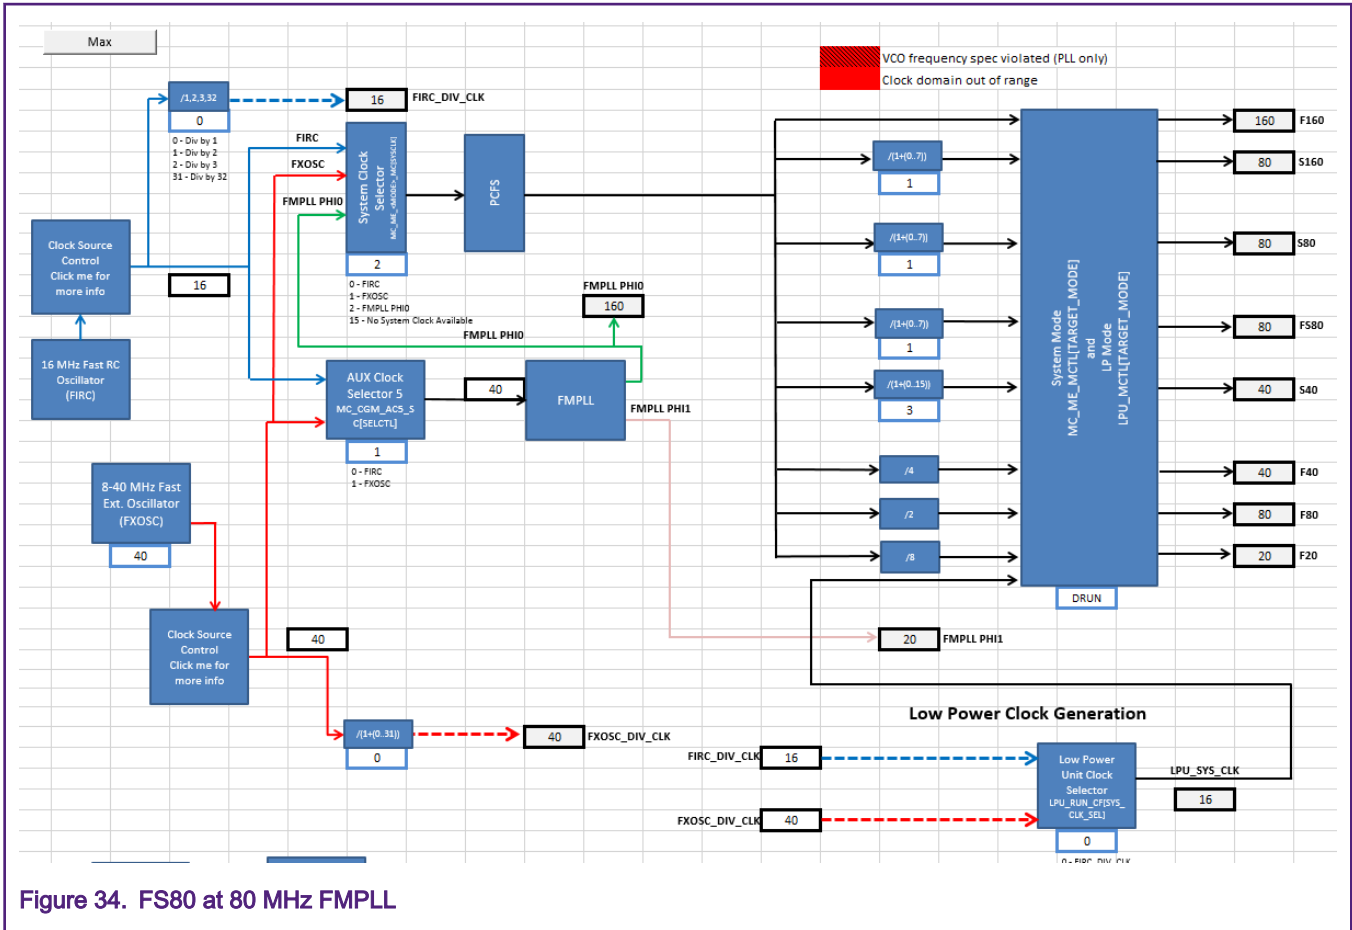 Max
VCO frequency spec violated (PLL only)
Clock domain out of range
/1,2,3,32
0
0 - Div by 1
1 - Div by 2
2 - Div by 3
31 - Div by 32
16
FIRC_DIV_CLK
FIRC
FXOSC
FMPLL PHI0
System Clock
Selector
MC_ME_<MODE>_MC[SYSCLK]
2
0 - FIRC
1 - FXOSC
2 - FMPLL PHI0
15 - No System Clock Available
PCFS
Clock Source
Control
Click me for
more info
16
16 MHz Fast RC
Oscillator
(FIRC)
FMPLL PHI0
160
FMPLL PHI0
AUX Clock
Selector 5
MC_CGM_AC5_S
C[SELCTL]
1
0 - FIRC
1 - FXOSC
40
FMPLL
FMPLL PHI1
8-40 MHz Fast
Ext. Oscillator
(FXOSC)
40
Clock Source
Control
Click me for
more info
40
/(1+(0..31))
0
40
FXOSC_DIV_CLK
/(1+(0..7))
1
/(1+(0..7))
1
/(1+(0..7))
1
/(1+(0..15))
3
/4
/2
/8
System Mode
MC_ME_MCTL[TARGET_MODE]
and
LP Mode
LPU_MCTL[TARGET_MODE]
DRUN
160 F160
80 S160
80 S80
80 FS80
40 S40
40 F40
80 F80
20 F20
20 FMPLL PHI1
Low Power Clock Generation
FIRC_DIV_CLK 16
FXOSC_DIV_CLK 40
Low Power
Unit Clock
Selector
LPU_RUN_CF[SYS_
CLK_SEL]
0
0 - FIRC_DIV_CLK
LPU_SYS_CLK
16
Figure 34. FS80 at 80 MHz FMPLL